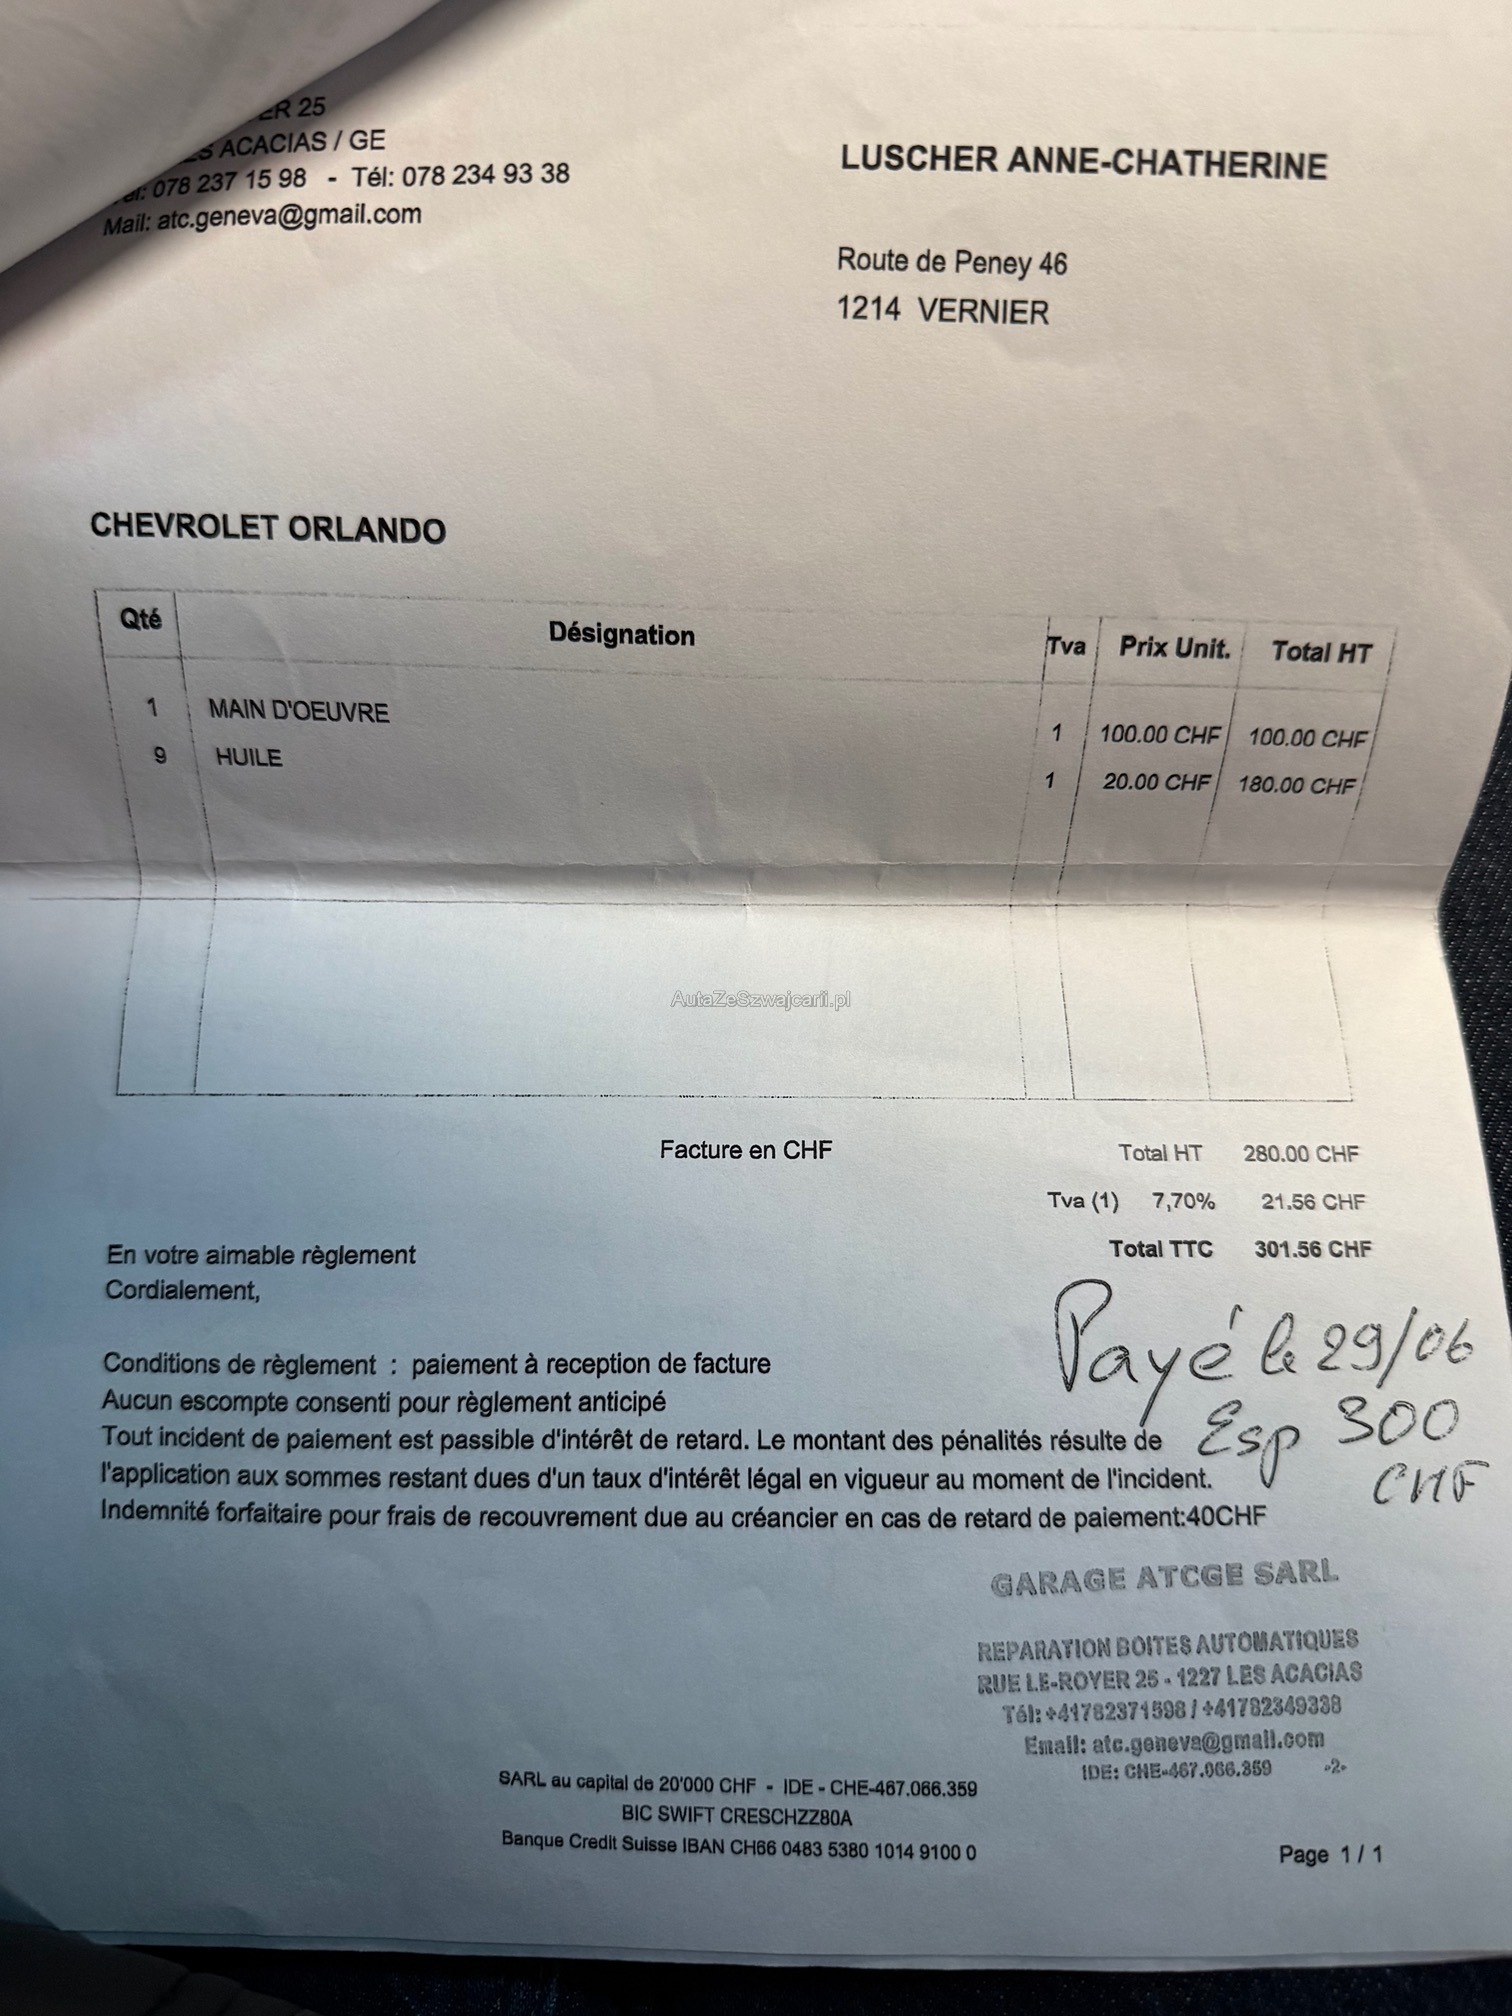 ER 25
ES ACACIAS / GE
078 237 15 98 - Tél: 078 234 93 38
Mail: atc.geneva@gmail.com
LUSCHER ANNE-CHATHERINE
Route de Peney 46
1214 VERNIER
CHEVROLET ORLANDO
Qté Désignation Tva Prix Unit. Total HT
1 MAIN D'OEUVRE 1 100.00 CHF 100.00 CHF
9 HUILE 1 20.00 CHF 180.00 CHF
AutaZeSzwajcarii.pl
Facture en CHF Total HT 280.00 CHF
Tva (1) 7,70% 21.56 CHF
Total TTC 301.56 CHF
En votre aimable règlement
Cordialement,
Payé le 29/06
Esp 300
CHF
Conditions de règlement : paiement à reception de facture
Aucun escompte consenti pour règlement anticipé
Tout incident de paiement est passible d'intérêt de retard. Le montant des pénalités résulte de
l'application aux sommes restant dues d'un taux d'intérêt légal en vigueur au moment de l'incident.
Indemnité forfaitaire pour frais de recouvrement due au créancier en cas de retard de paiement:40CHF
GARAGE ATCGE SARL
REPARATION BOITES AUTOMATIQUES
RUE LE-ROYER 25 - 1227 LES ACACIAS
Tél: +41782371598 / +41782349338
Email: atc.geneva@gmail.com
IDE: CHE-467.066.359 -2-
SARL au capital de 20'000 CHF - IDE - CHE-467.066.359
BIC SWIFT CRESCHZZ80A
Banque Credit Suisse IBAN CH66 0483 5380 1014 9100 0
Page 1 / 1